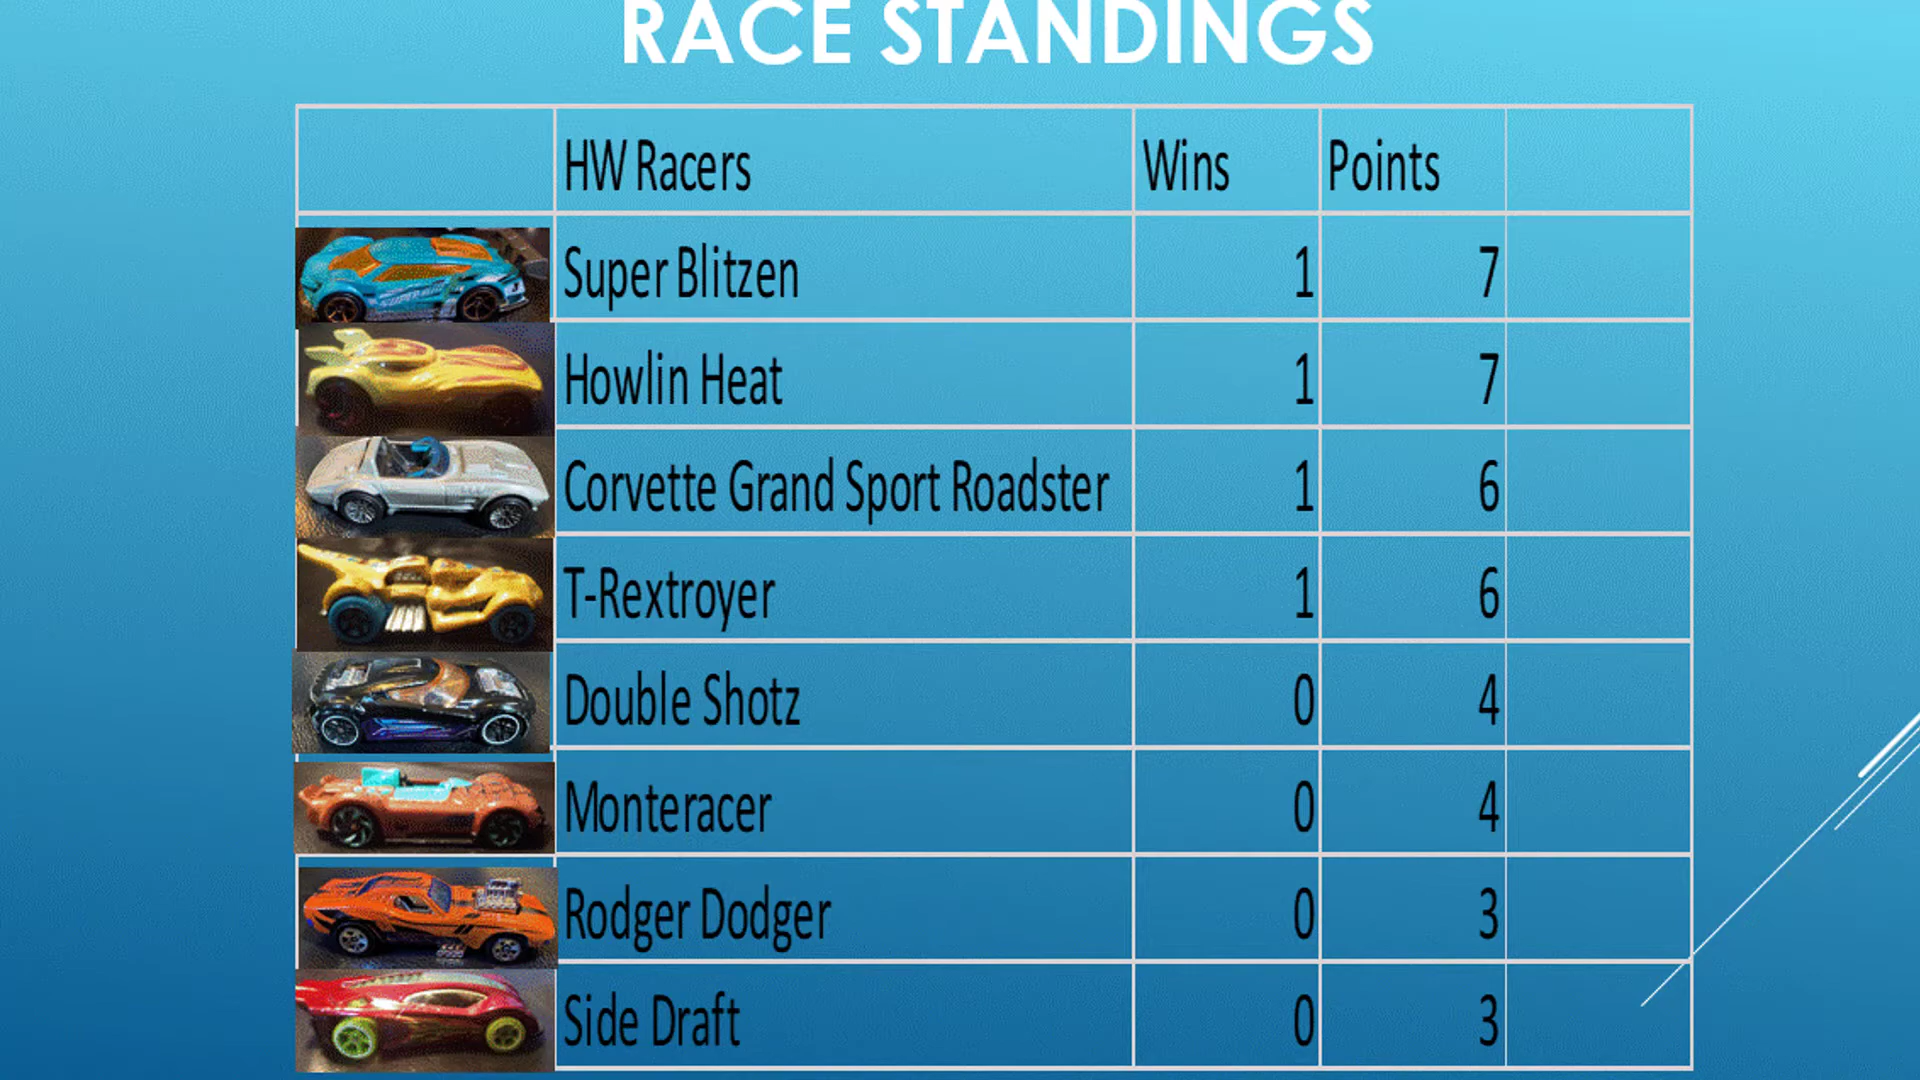 RACE STANDINGS
HW Racers Wins Points
Super Blitzen 1 7
Howlin Heat 1 7
Corvette Grand Sport Roadster 1 6
T-Rextroyer 1 6
Double Shotz 0 4
Monteracer 0 4
Rodger Dodger 0 3
Side Draft 0 3